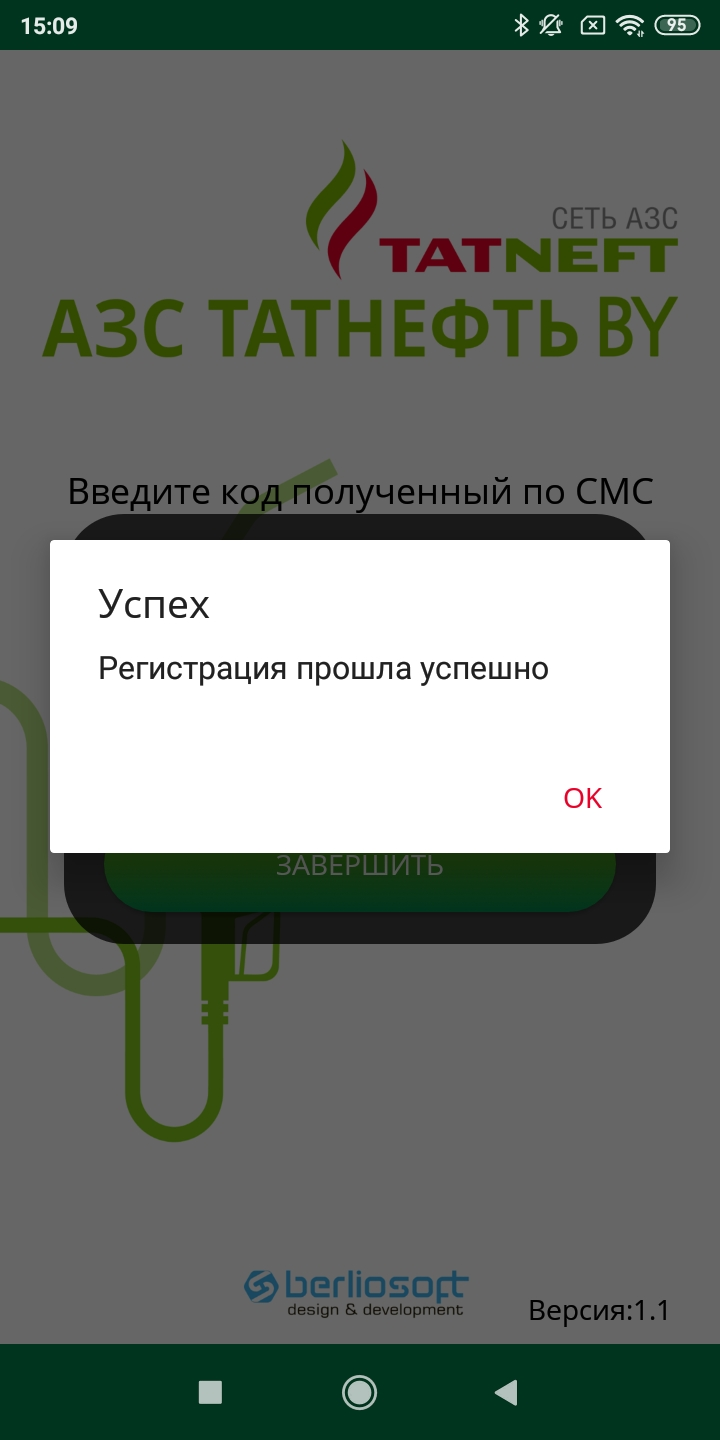 15:09
95
СЕТЬ АЗС
TATNEFT
АЗС ТАТНЕФТЬ BY
Введите код полученный по СМС
Успех
Регистрация прошла успешно
OK
ЗАВЕРШИТЬ
berliosoft
design & development
Версия:1.1